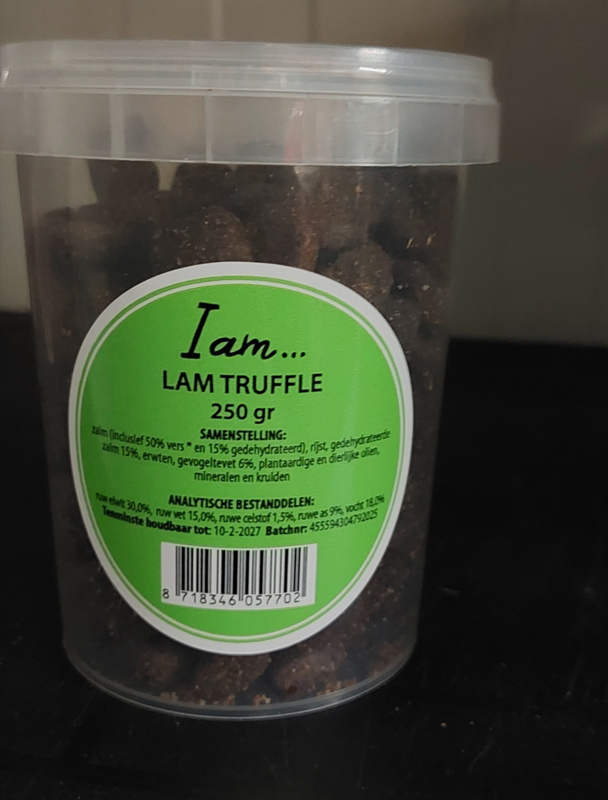 I am...
LAM TRUFFLE
250 gr
SAMENSTELLING:
zalm (inclusief 50% vers * en 15% gedehydrateerd), rijst, gedehydrateerde
zalm 15%, erwten, gevogeltevet 6%, plantaardige en dierlijke oliën,
mineralen en kruiden
ANALYTISCHE BESTANDDELEN:
ruw eiwit 30,0%, ruw vet 15,0%, ruwe celstof 1,5%, ruwe as 9%, vocht 18,0%
Tenminste houdbaar tot: 10-2-2027 Batchnr: 455594304792025
8 718346 057702